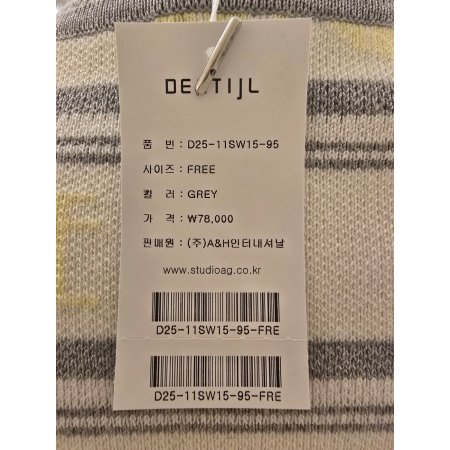 DESTIJL
품 번 : D25-11SW15-95
사이즈 : FREE
컬 러 : GREY
가 격 : ₩78,000
판매원 : (주)A&H인터내셔날
www.studioag.co.kr
D25-11SW15-95-FRE
D25-11SW15-95-FRE